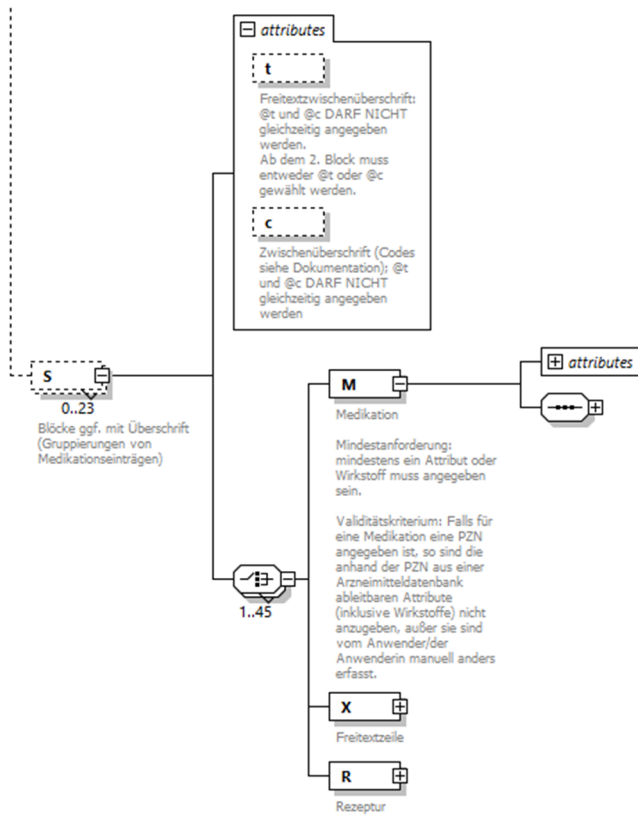 attributes
t
Freitextzwischenüberschrift:
@t und @c DARF NICHT
gleichzeitig angegeben
werden.
Ab dem 2. Block muss
entweder @t oder @c
gewählt werden.
c
Zwischenüberschrift (Codes
siehe Dokumentation); @t
und @c DARF NICHT
gleichzeitig angegeben
werden
S
0..23
Blöcke ggf. mit Überschrift
(Gruppierungen von
Medikationseinträgen)
M
attributes
Medikation
Mindestanforderung:
mindestens ein Attribut oder
Wirkstoff muss angegeben
sein.
Validitätskriterium: Falls für
eine Medikation eine PZN
angegeben ist, so sind die
anhand der PZN aus einer
Arzneimitteldatenbank
ableitbaren Attribute
(inklusive Wirkstoffe) nicht
anzugeben, außer sie sind
vom Anwender/der
Anwenderin manuell anders
erfasst.
1..45
X
Freitextzeile
R
Rezeptur